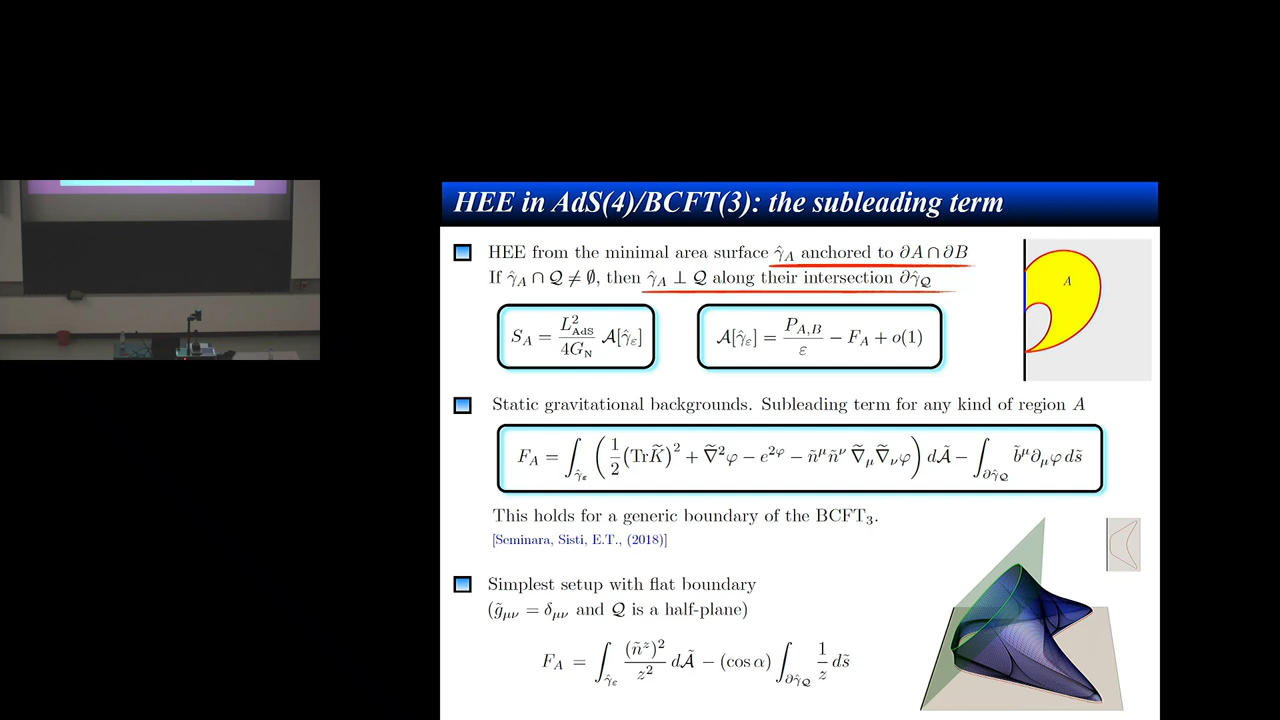 HEE in AdS(4)/BCFT(3): the subleading term
HEE from the minimal area surface γ̂_A anchored to ∂A ∩ ∂B
If γ̂_A ∩ 𝒬 ≠ ∅, then γ̂_A ⊥ 𝒬 along their intersection ∂γ̂_𝒬
S_A = L²_AdS / 4G_N 𝒜[γ̂_ε]
𝒜[γ̂_ε] = P_{A,B} / ε − F_A + o(1)
A
Static gravitational backgrounds. Subleading term for any kind of region A
F_A = ∫_{γ̂_ε} ( 1/2 (Tr K̃)² + ∇̃²φ − e^{2φ} − ñ^μ ñ^ν ∇̃_μ ∇̃_ν φ ) d𝒜̃ − ∫_{∂γ̂_𝒬} b̃^μ ∂_μ φ ds̃
This holds for a generic boundary of the BCFT₃.
[Seminara, Sisti, E.T., (2018)]
Simplest setup with flat boundary
(g̃_{μν} = δ_{μν} and 𝒬 is a half-plane)
F_A = ∫_{γ̂_ε} (ñ^z)² / z² d𝒜̃ − (cos α) ∫_{∂γ̂_𝒬} 1/z ds̃